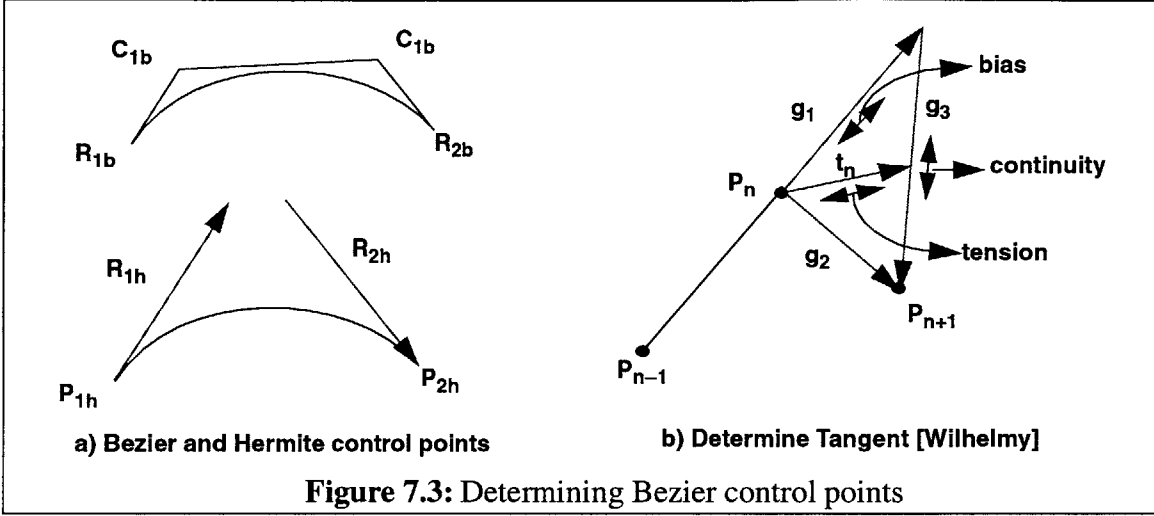 C1b
C1b
R1b
R2b
R1h
R2h
P1h
P2h
a) Bezier and Hermite control points
bias
g1
g3
tn
Pn
continuity
g2
tension
Pn+1
Pn−1
b) Determine Tangent [Wilhelmy]
Figure 7.3: Determining Bezier control points